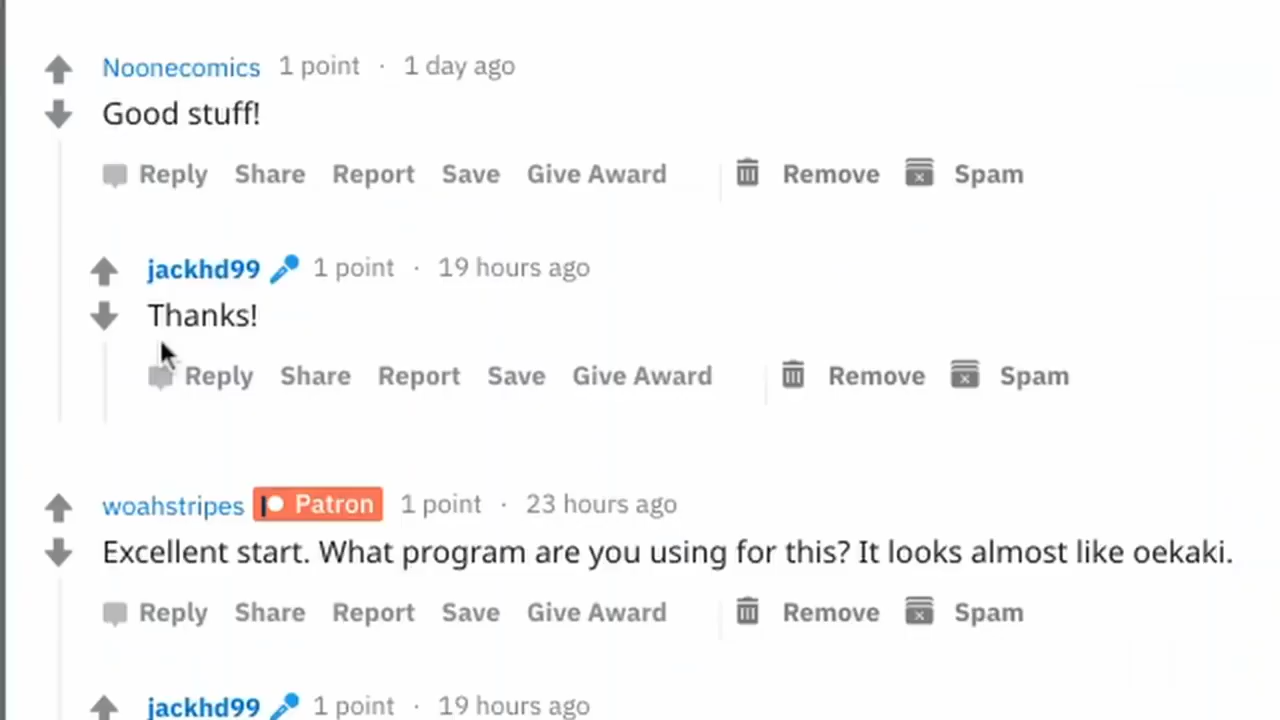 Noonecomics 1 point · 1 day ago
Good stuff!
Reply Share Report Save Give Award Remove Spam
jackhd99 1 point · 19 hours ago
Thanks!
Reply Share Report Save Give Award Remove Spam
woahstripes Patron 1 point · 23 hours ago
Excellent start. What program are you using for this? It looks almost like oekaki.
Reply Share Report Save Give Award Remove Spam
jackhd99 1 point · 19 hours ago